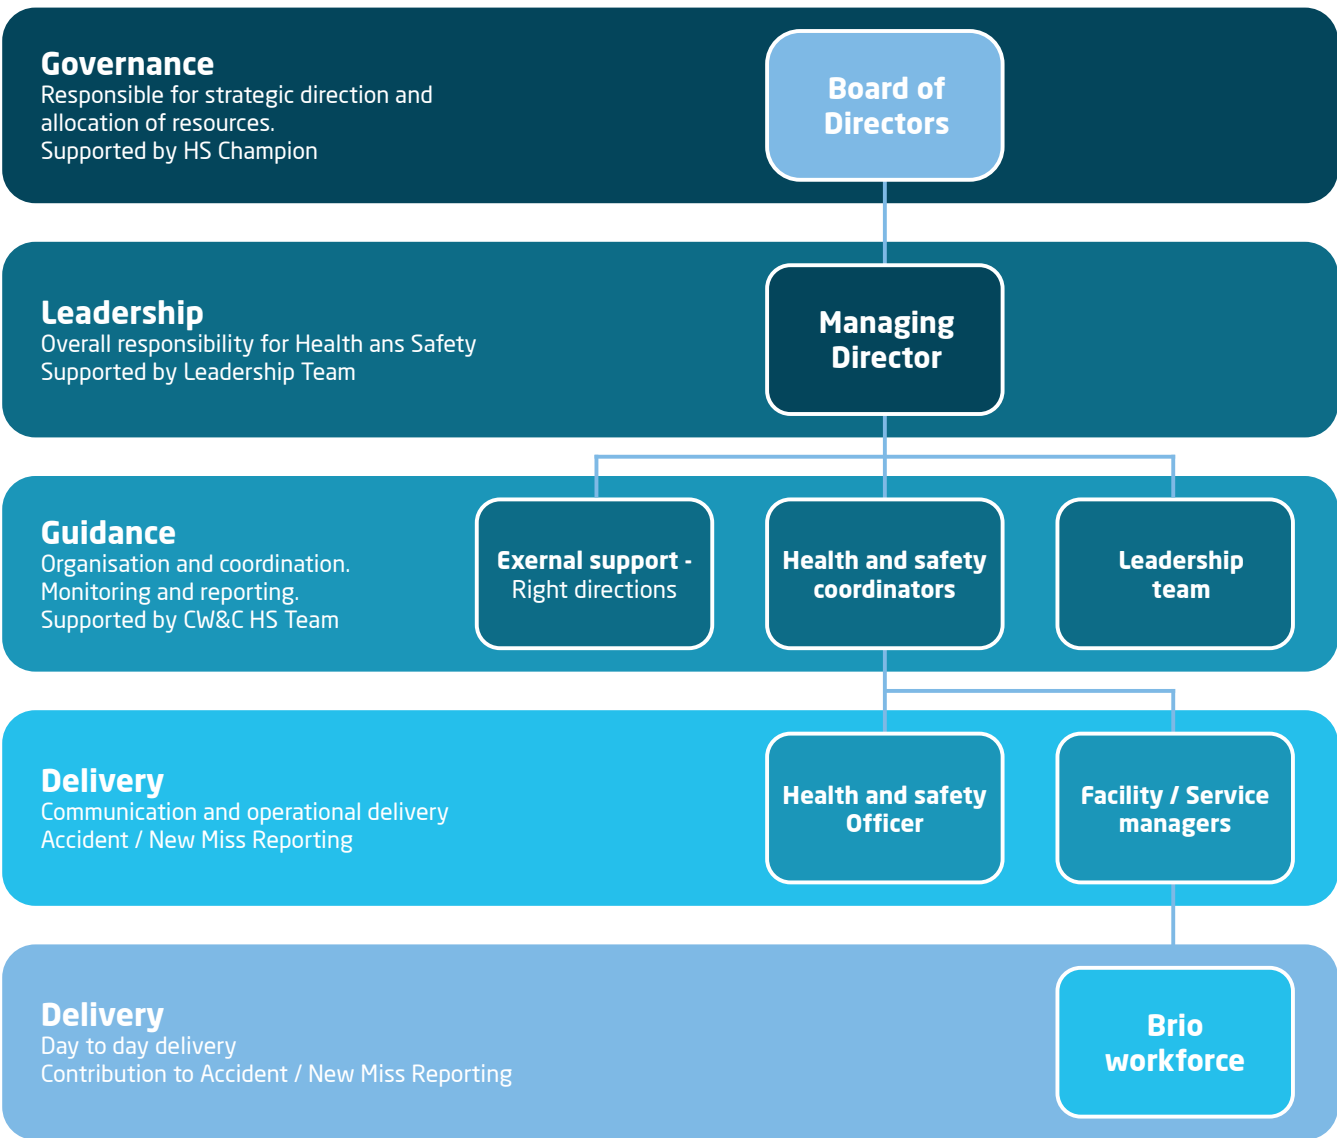 Governance
Responsible for strategic direction and
allocation of resources.
Supported by HS Champion
Board of
Directors
Leadership
Overall responsibility for Health ans Safety
Supported by Leadership Team
Managing
Director
Guidance
Organisation and coordination.
Monitoring and reporting.
Supported by CW&C HS Team
Exernal support -
Right directions
Health and safety
coordinators
Leadership
team
Delivery
Communication and operational delivery
Accident / New Miss Reporting
Health and safety
Officer
Facility / Service
managers
Delivery
Day to day delivery
Contribution to Accident / New Miss Reporting
Brio
workforce